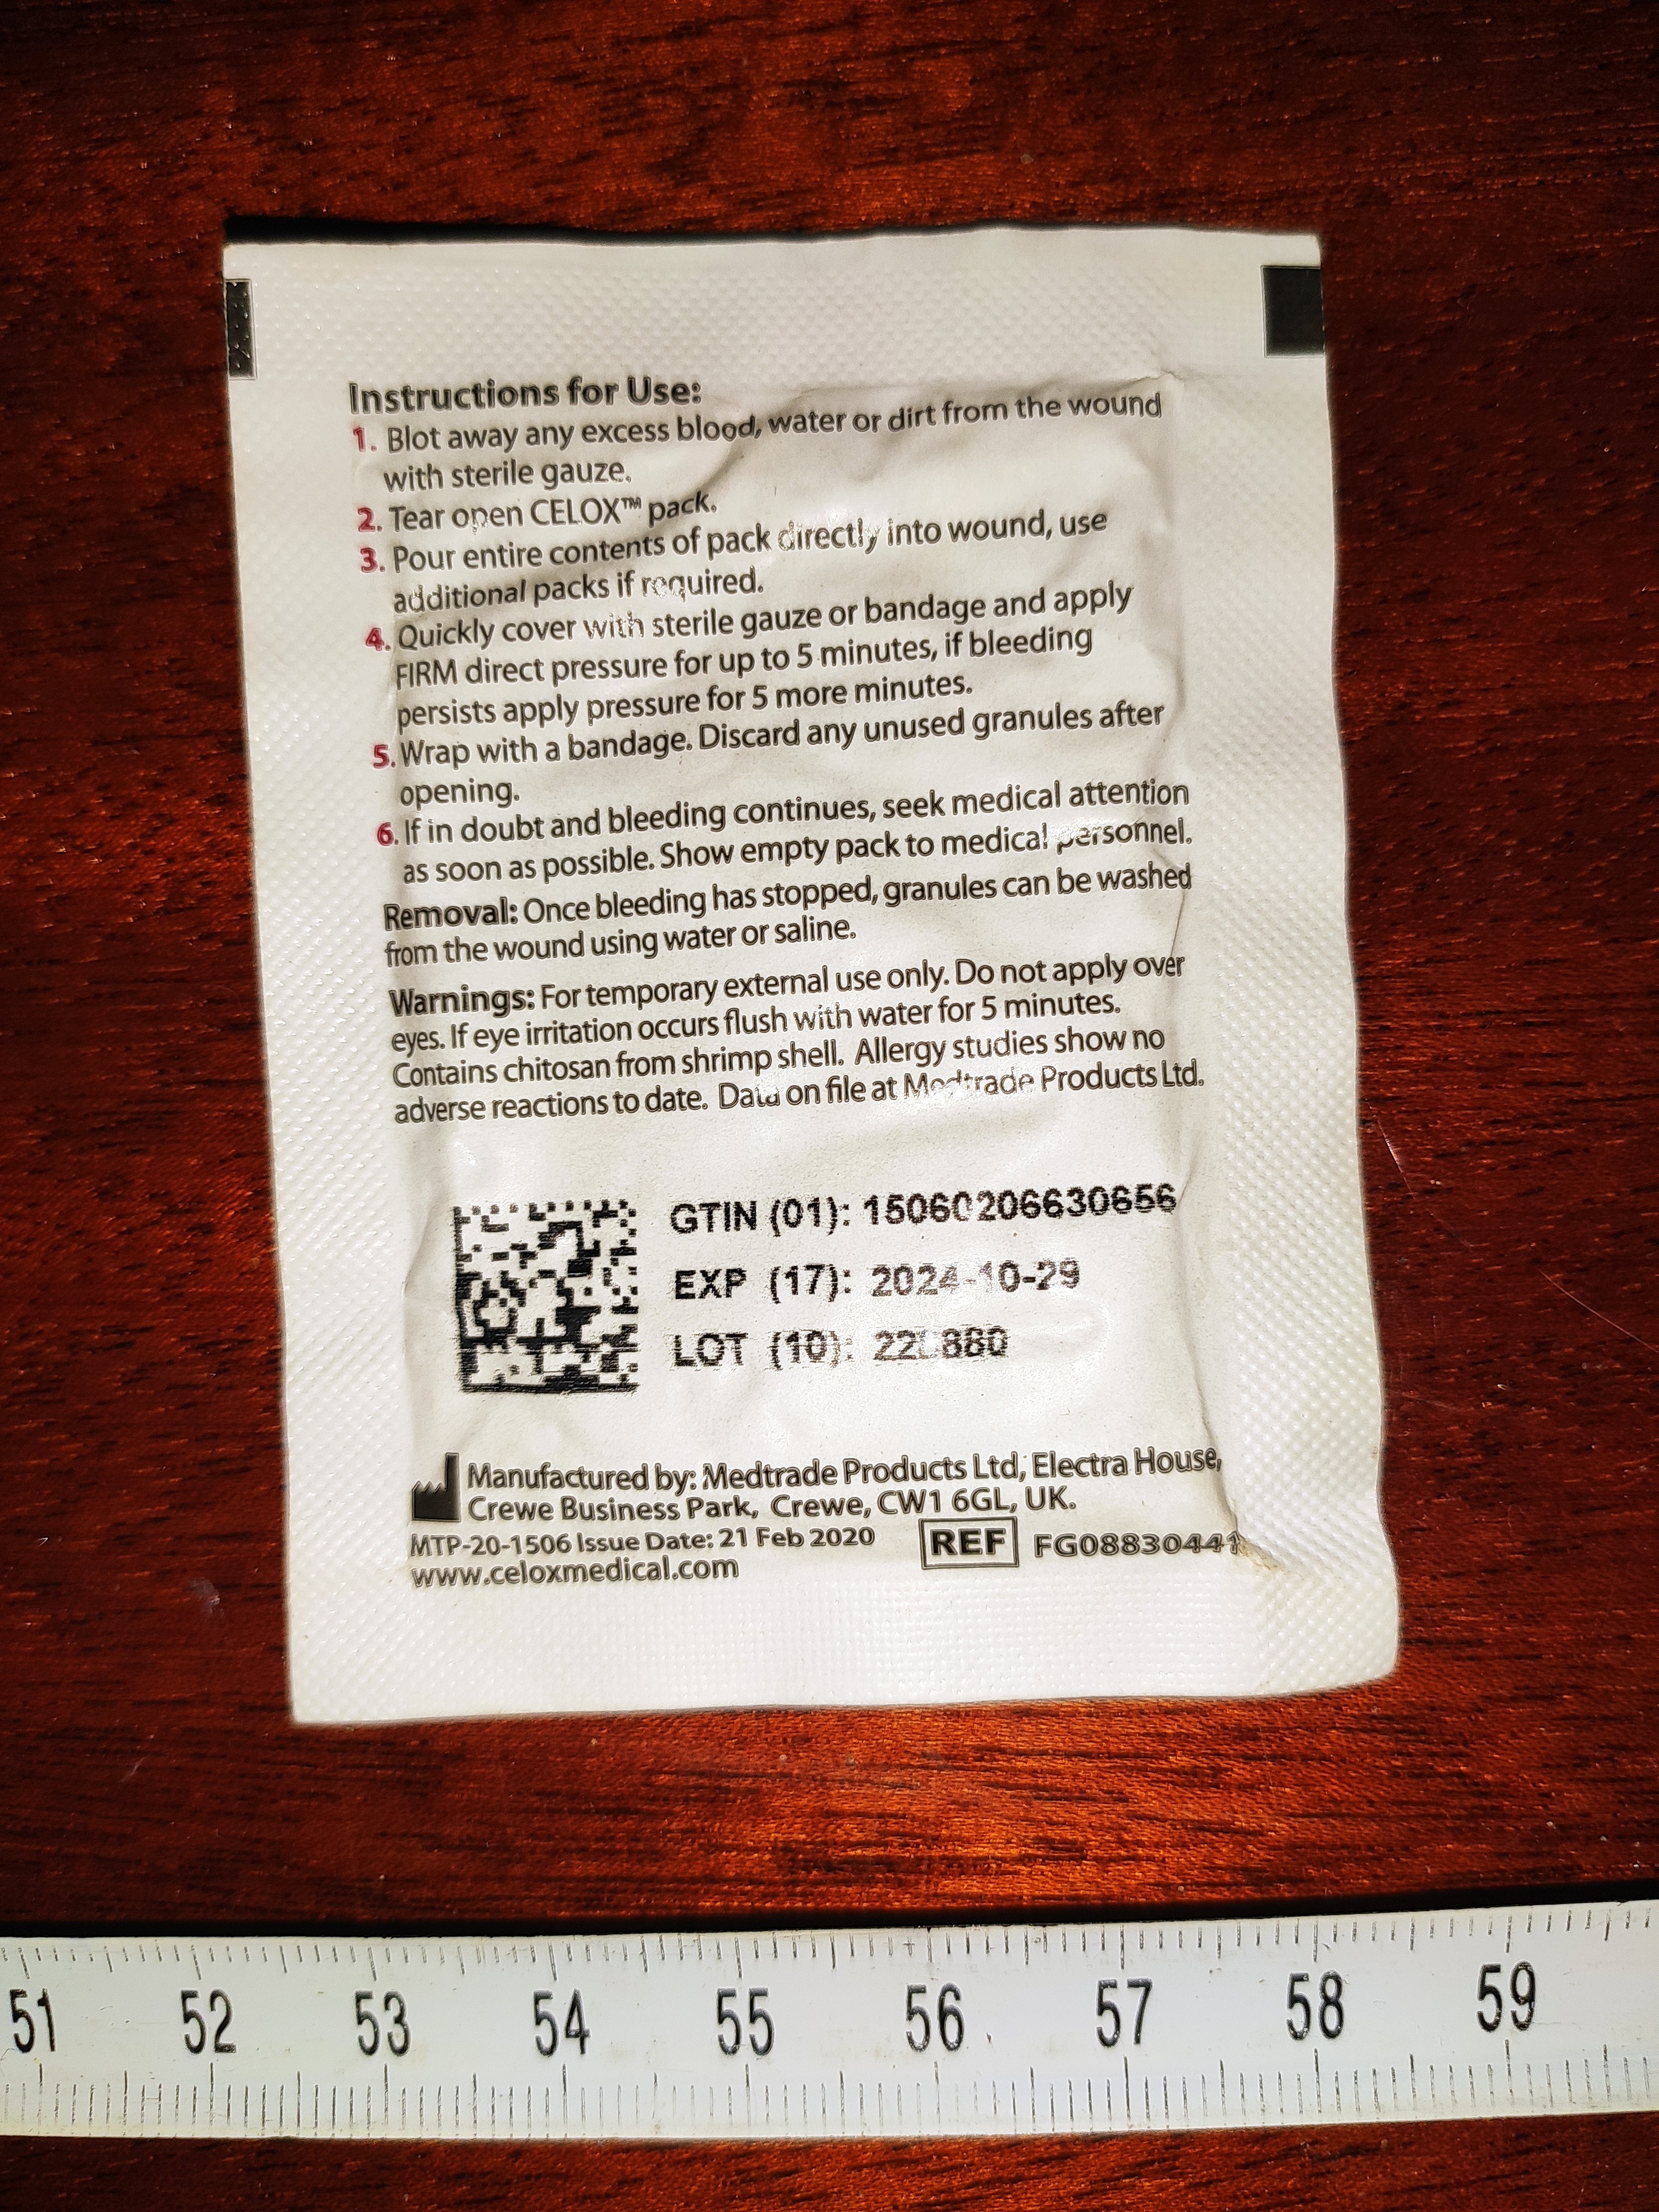 Instructions for Use:
1. Blot away any excess blood, water or dirt from the wound
with sterile gauze.
2. Tear open CELOX™ pack.
3. Pour entire contents of pack directly into wound, use
additional packs if required.
4. Quickly cover with sterile gauze or bandage and apply
FIRM direct pressure for up to 5 minutes, if bleeding
persists apply pressure for 5 more minutes.
5. Wrap with a bandage. Discard any unused granules after
opening.
6. If in doubt and bleeding continues, seek medical attention
as soon as possible. Show empty pack to medical personnel.
Removal: Once bleeding has stopped, granules can be washed
from the wound using water or saline.
Warnings: For temporary external use only. Do not apply over
eyes. If eye irritation occurs flush with water for 5 minutes.
Contains chitosan from shrimp shell. Allergy studies show no
adverse reactions to date. Data on file at Medtrade Products Ltd.
GTIN (01): 15060206630656
EXP (17): 2024-10-29
LOT (10):
Manufactured by: Medtrade Products Ltd, Electra House,
Crewe Business Park, Crewe, CW1 6GL, UK.
MTP-20-1506 Issue Date: 21 Feb 2020
REF FG08830441
www.celoxmedical.com
51 52 53 54 55 56 57 58 59